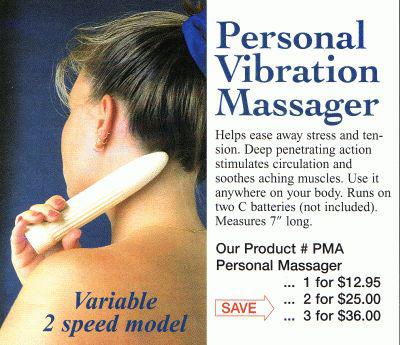 Personal
Vibration
Massager
Helps ease away stress and ten-
sion. Deep penetrating action
stimulates circulation and
soothes aching muscles. Use it
anywhere on your body. Runs on
two C batteries (not included).
Measures 7″ long.
Our Product # PMA
Personal Massager
... 1 for $12.95
SAVE ... 2 for $25.00
... 3 for $36.00
Variable
2 speed model